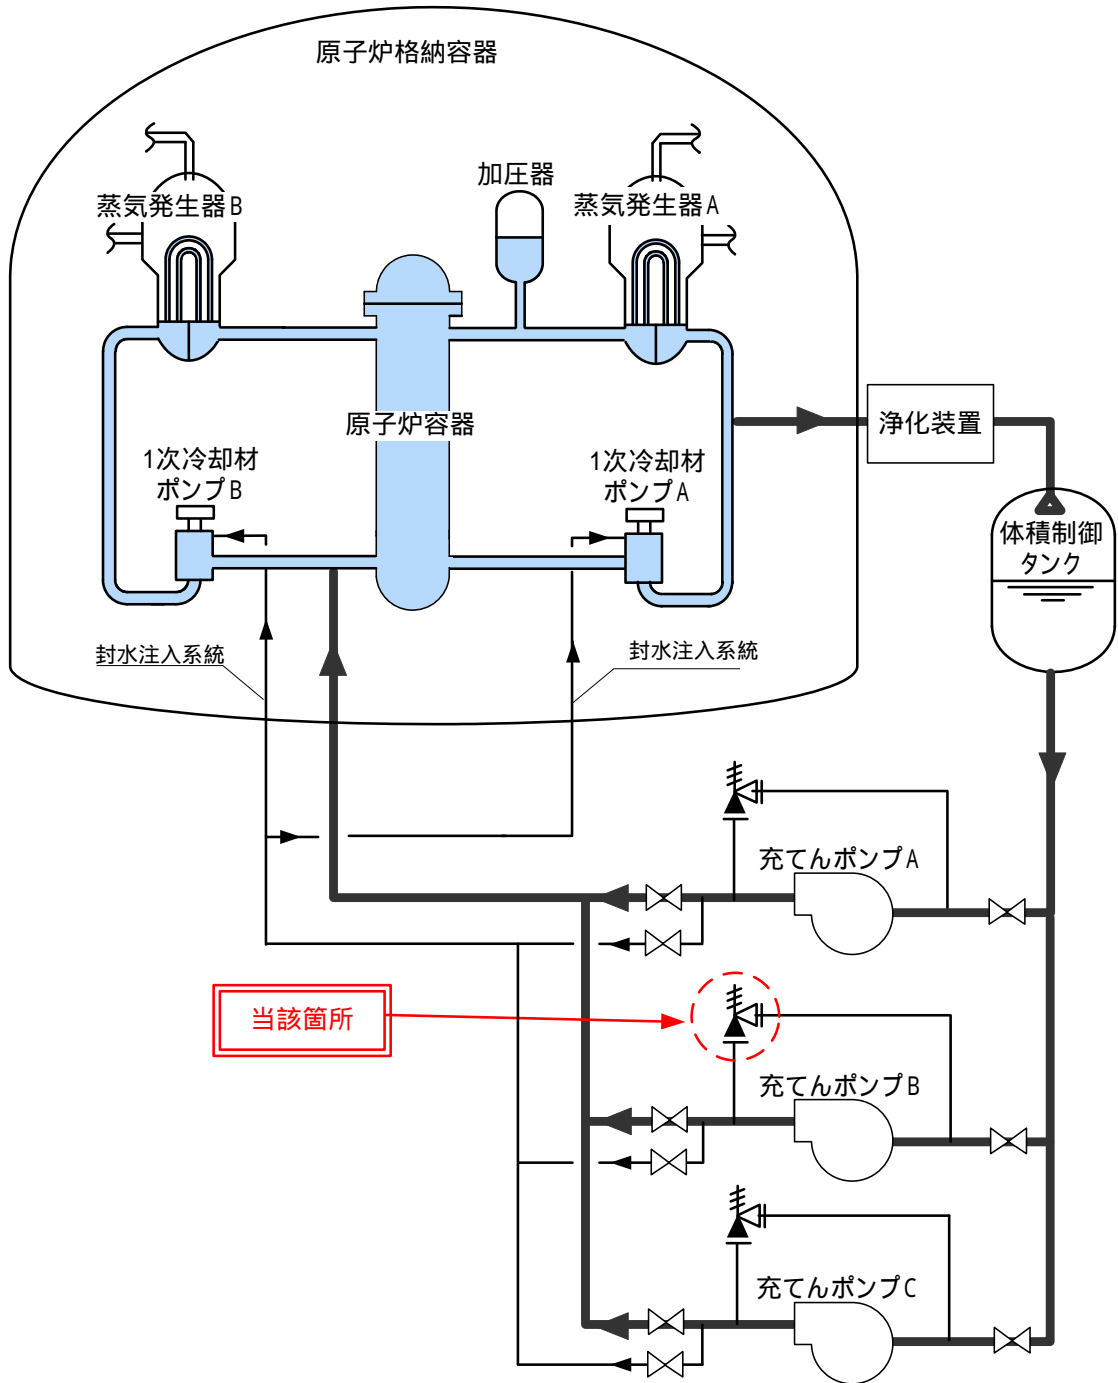 原子炉格納容器
加圧器
蒸気発生器B
蒸気発生器A
原子炉容器
浄化装置
1次冷却材
ポンプB
1次冷却材
ポンプA
体積制御
タンク
封水注入系統
封水注入系統
充てんポンプA
当該箇所
充てんポンプB
充てんポンプC